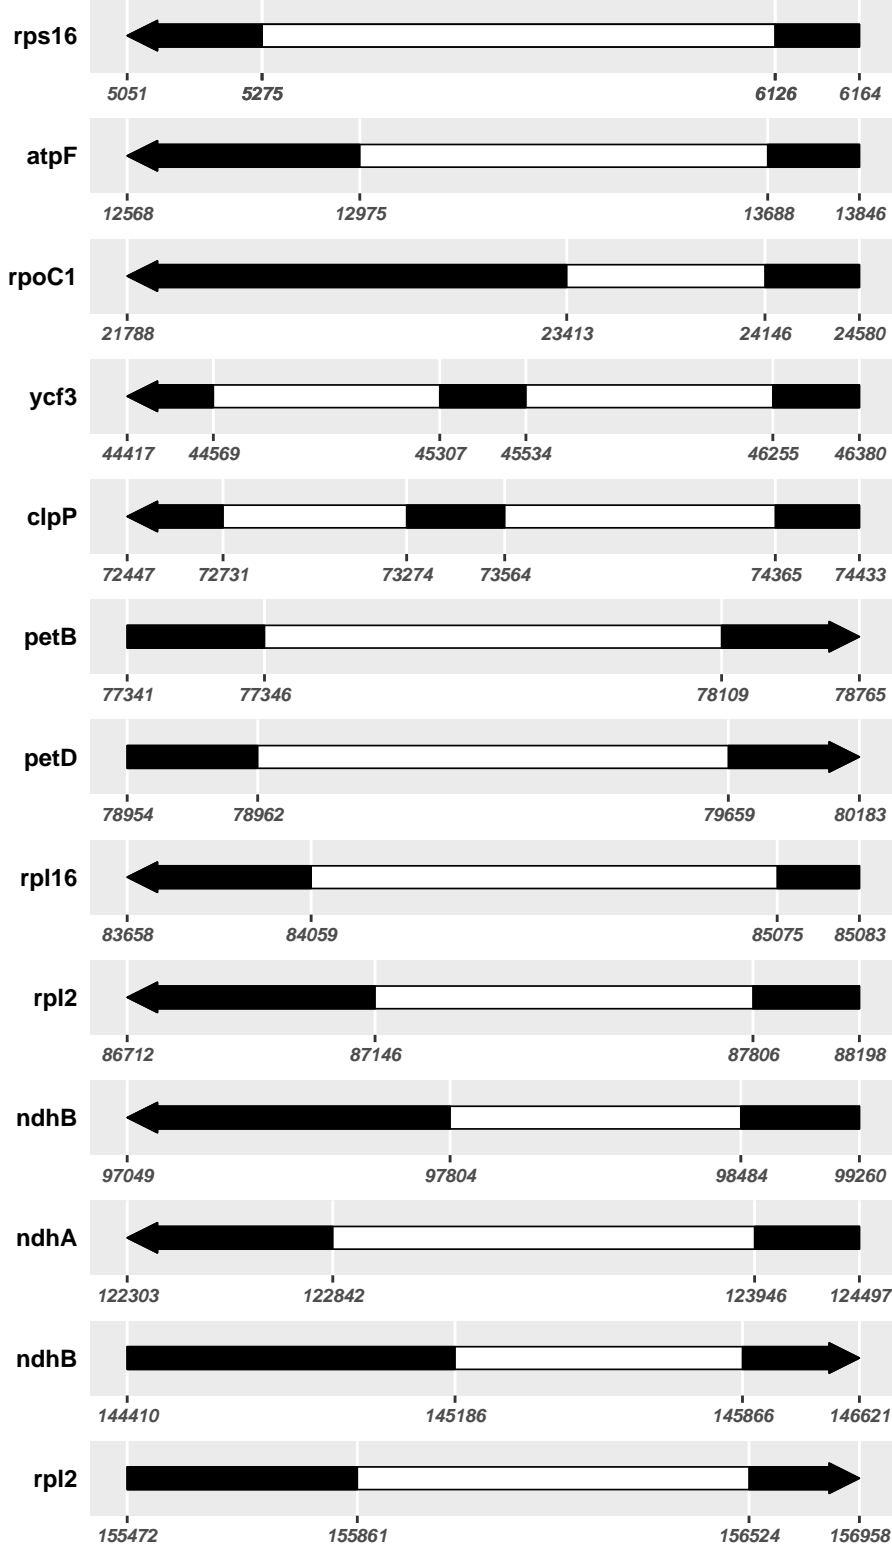 rps16
5051 5275 6126 6164
atpF
12568 12975 13688 13846
rpoC1
21788 23413 24146 24580
ycf3
44417 44569 45307 45534 46255 46380
clpP
72447 72731 73274 73564 74365 74433
petB
77341 77346 78109 78765
petD
78954 78962 79659 80183
rpl16
83658 84059 85075 85083
rpl2
86712 87146 87806 88198
ndhB
97049 97804 98484 99260
ndhA
122303 122842 123946 124497
ndhB
144410 145186 145866 146621
rpl2
155472 155861 156524 156958